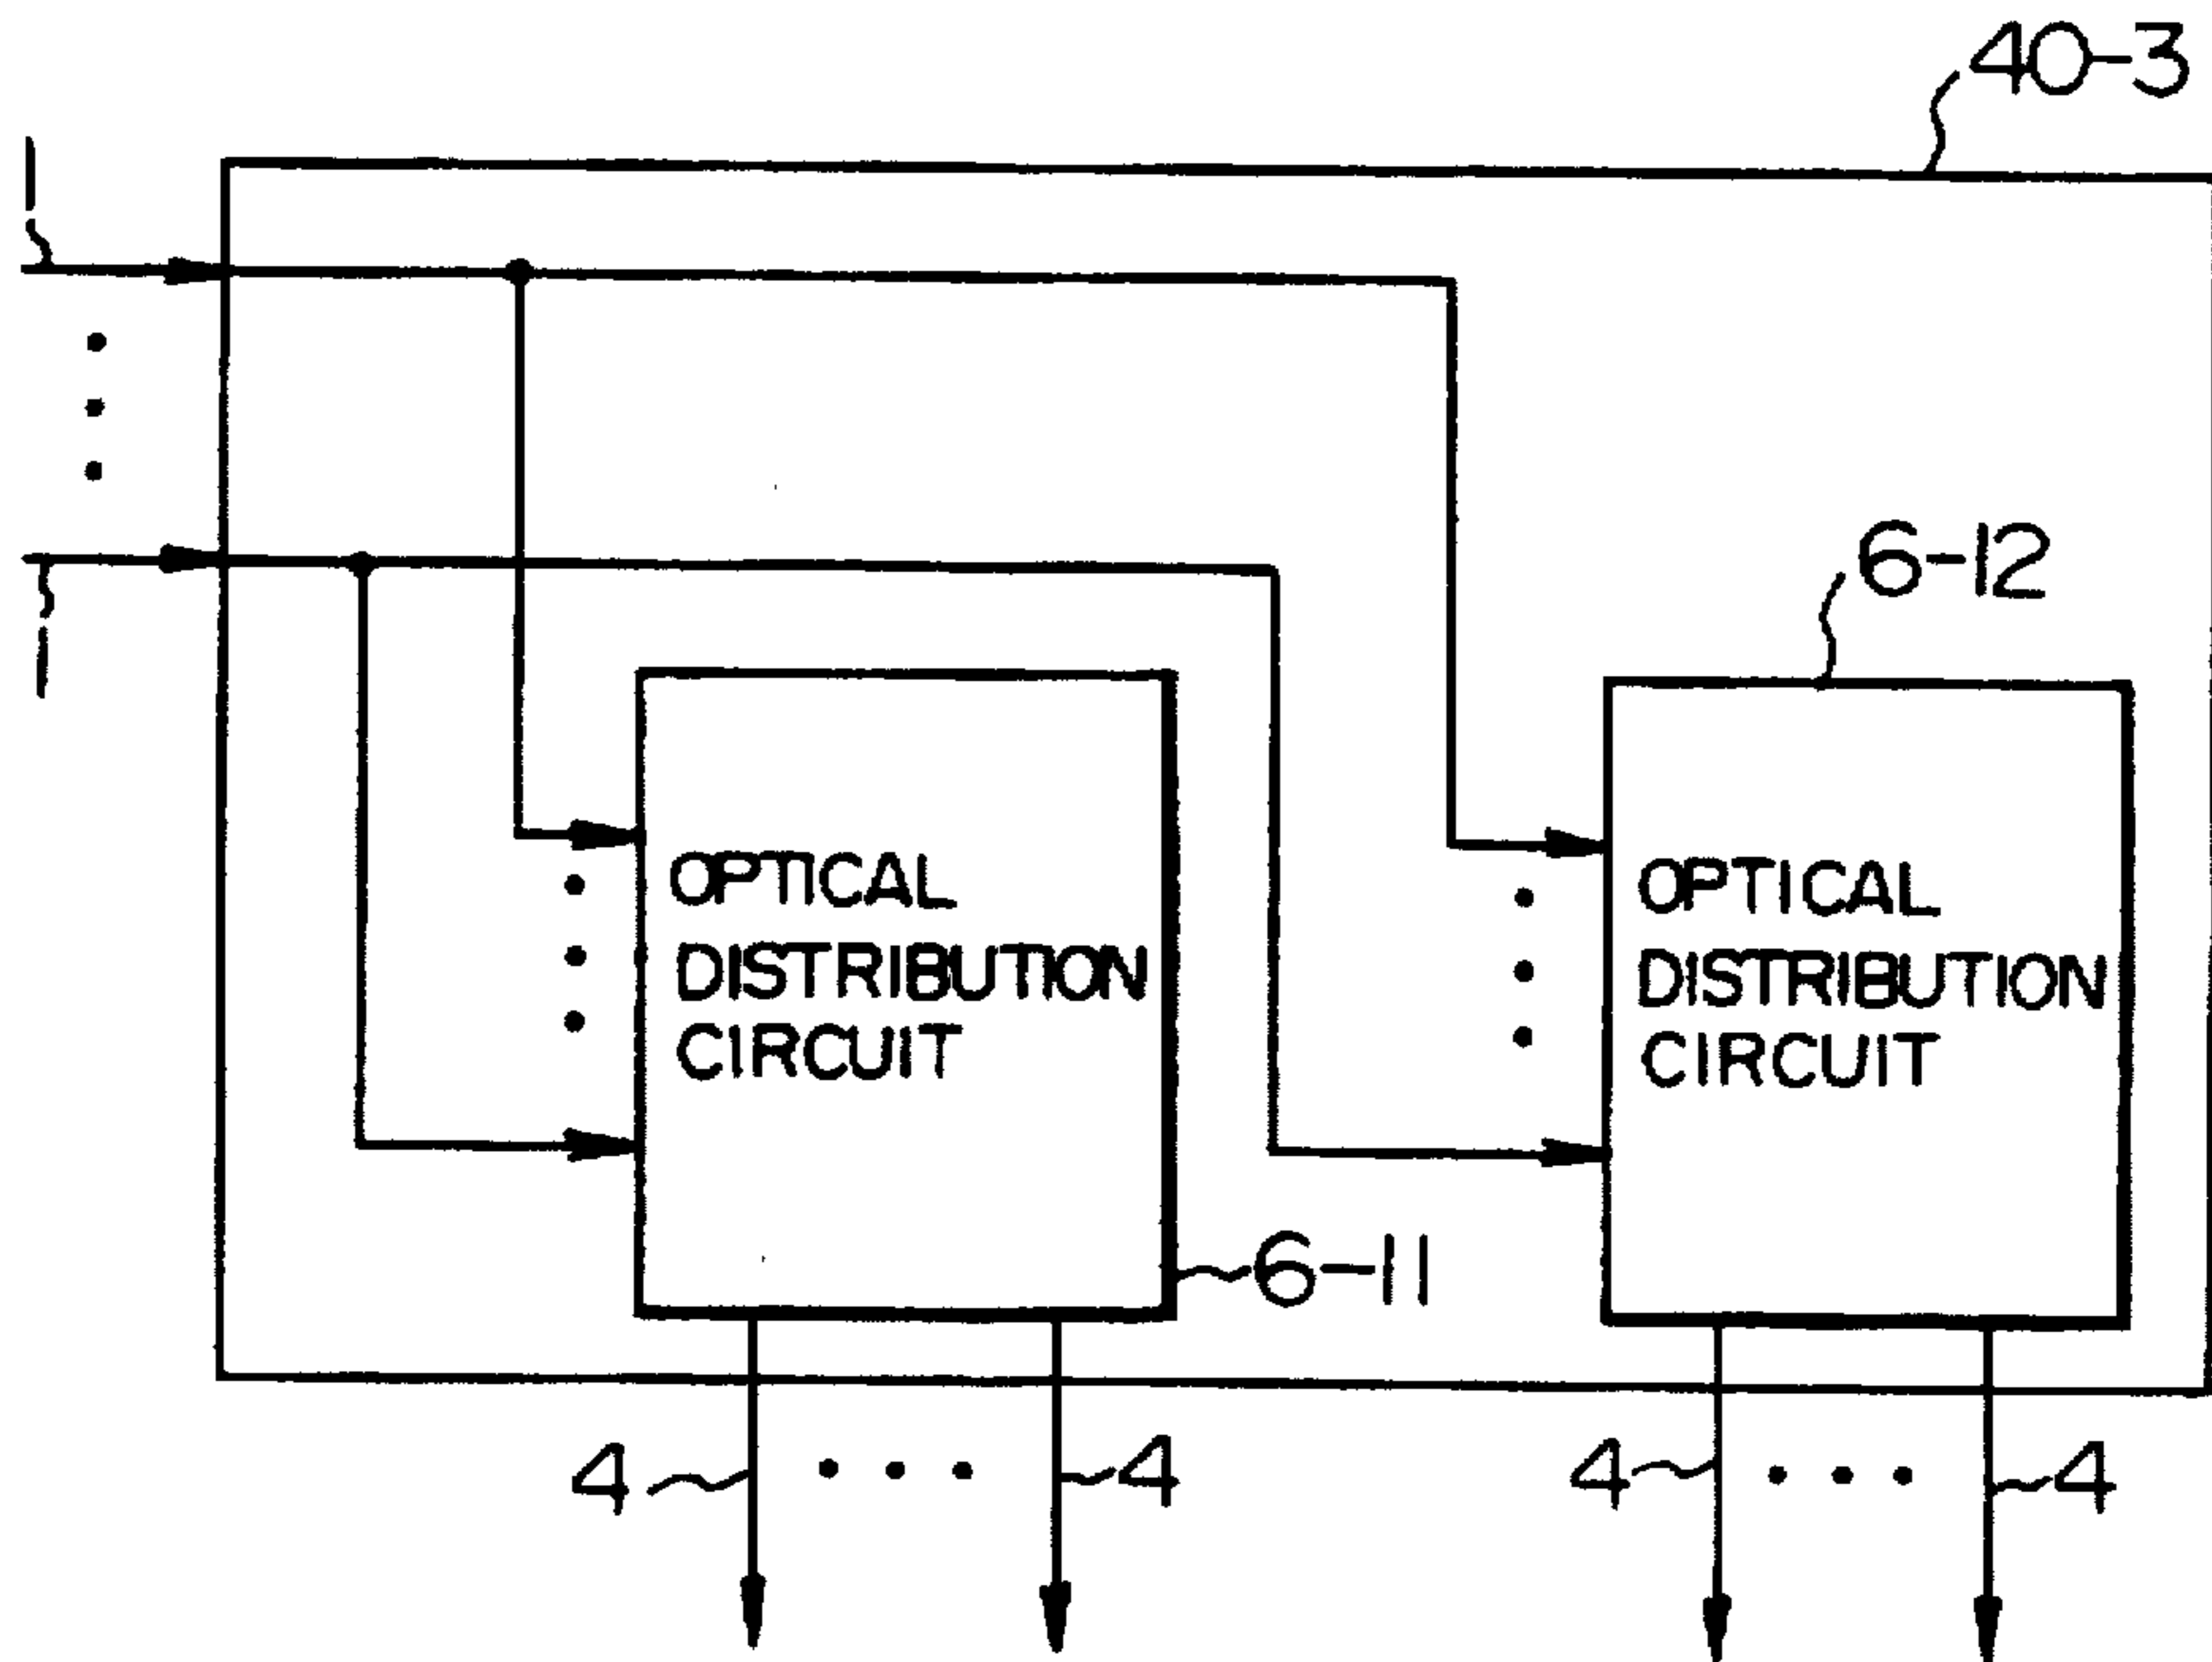 40-3
1
1
6-12
OPTICAL
DISTRIBUTION
CIRCUIT
OPTICAL
DISTRIBUTION
CIRCUIT
6-11
4
4
4
4